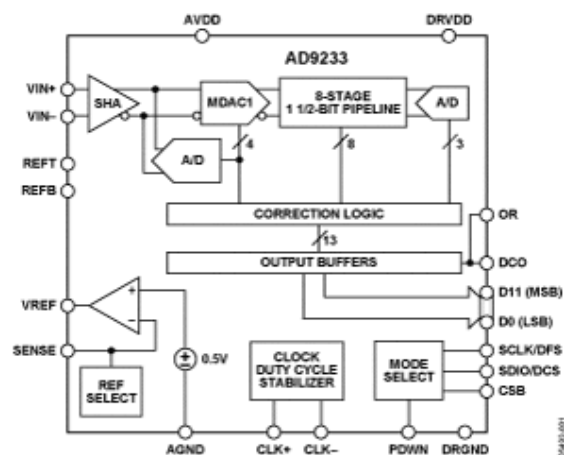 AVDD
DRVDD
AD9233
VIN+
SHA
MDAC1
8-STAGE
1 1/2-BIT PIPELINE
A/D
VIN–
A/D
4
8
3
REFT
REFB
CORRECTION LOGIC
OR
13
OUTPUT BUFFERS
DCO
D11 (MSB)
D0 (LSB)
VREF
+
–
SENSE
REF
SELECT
0.5V
CLOCK
DUTY CYCLE
STABILIZER
MODE
SELECT
SCLK/DFS
SDIO/DCS
CSB
AGND
CLK+
CLK–
PDWN
DRGND